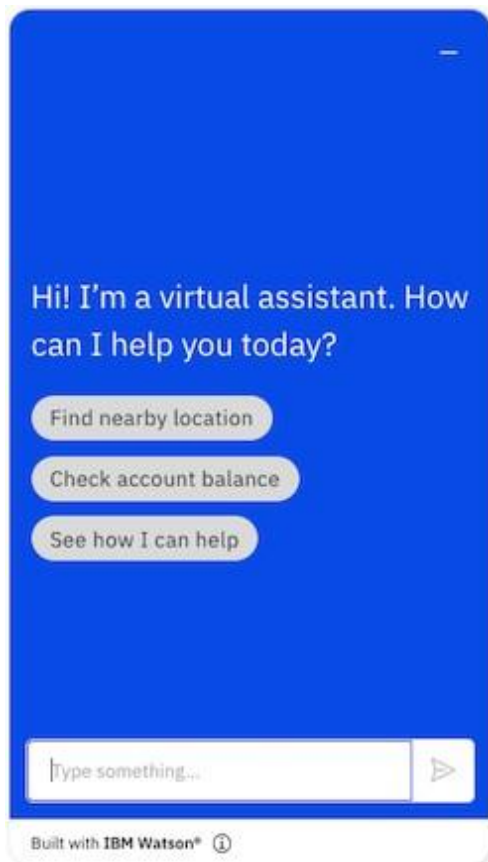 Hi! I'm a virtual assistant. How
can I help you today?
Find nearby location
Check account balance
See how I can help
Type something...
Built with IBM Watson®